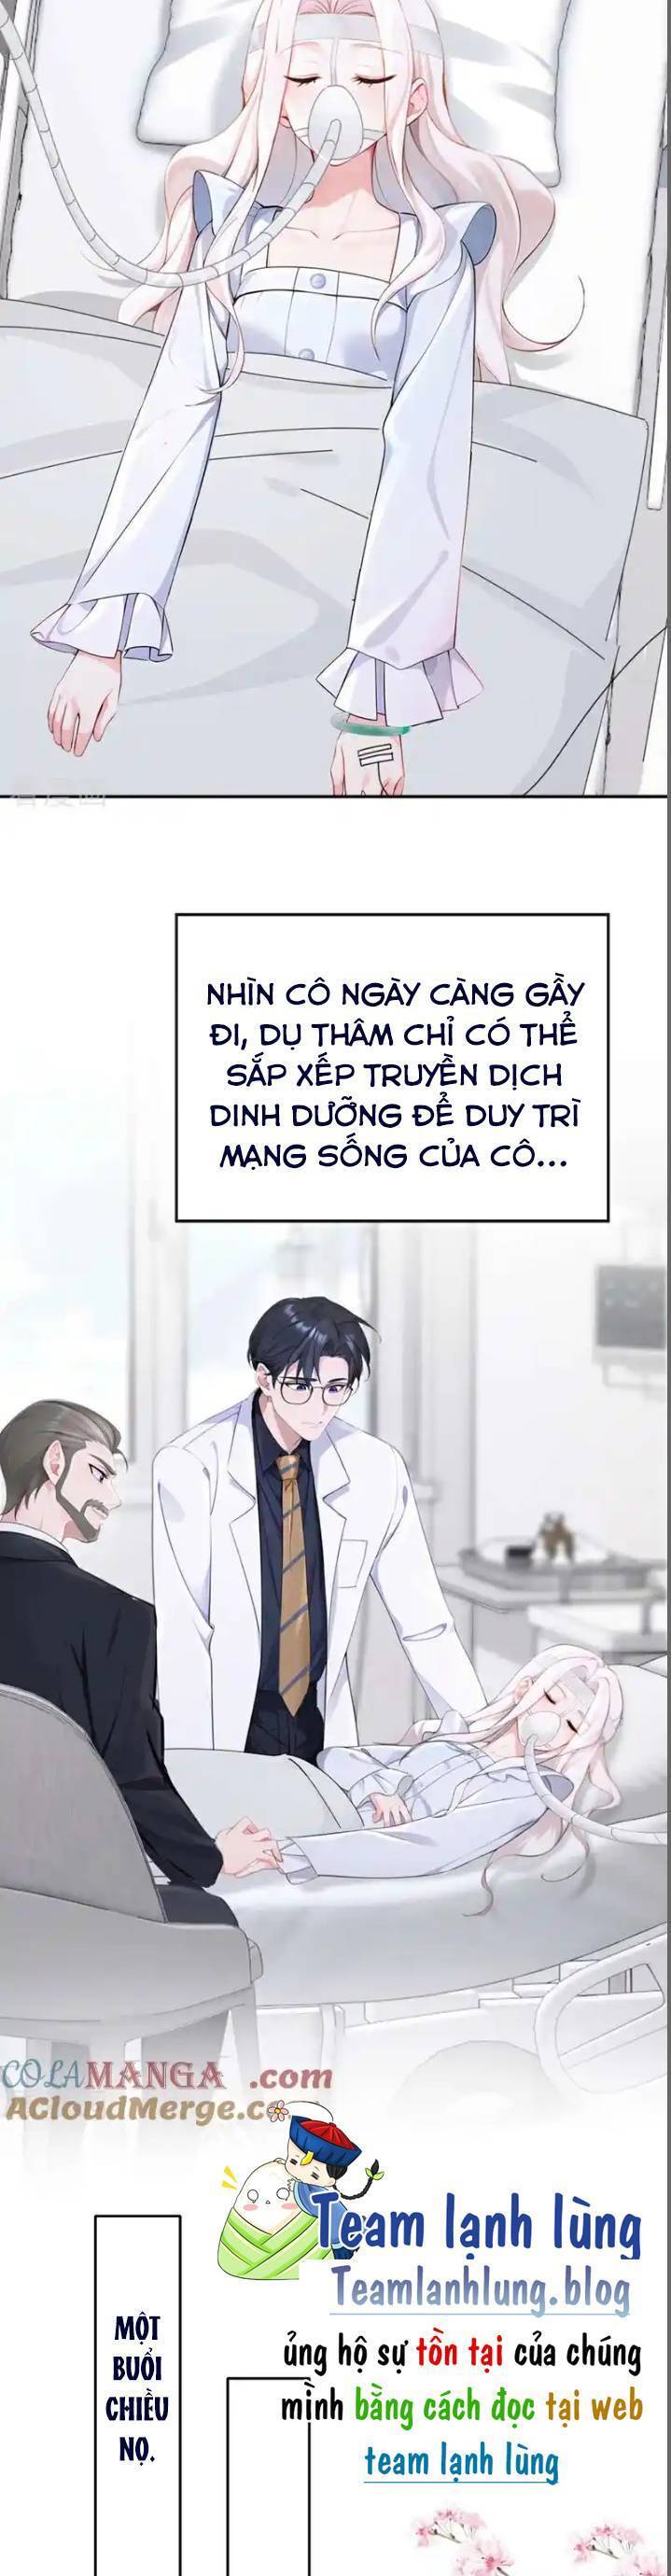 NHÌN CÔ NGÀY CÀNG GẦY
ĐI, DỤ THÂM CHỈ CÓ THỂ
SẮP XẾP TRUYỀN DỊCH
DINH DƯỠNG ĐỂ DUY TRÌ
MẠNG SỐNG CỦA CÔ...
COLAMANGA.com
ACloudMerge.co
Team lạnh lùng
Teamlanhlung.blog
ủng hộ sự tồn tại của chúng
mình bằng cách đọc tại web
team lạnh lùng
MỘT
BUỔI
CHIỀU
NỌ.